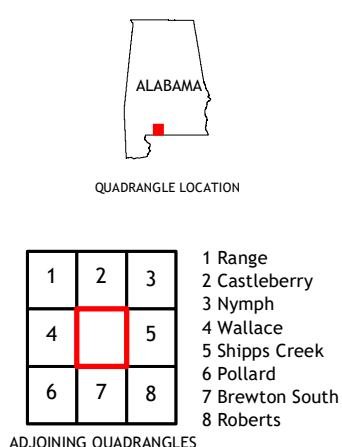 ALABAMA
QUADRANGLE LOCATION
1 2 3
4 5
6 7 8
1 Range
2 Castleberry
3 Nymph
4 Wallace
5 Shipps Creek
6 Pollard
7 Brewton South
8 Roberts
ADJOINING QUADRANGLES